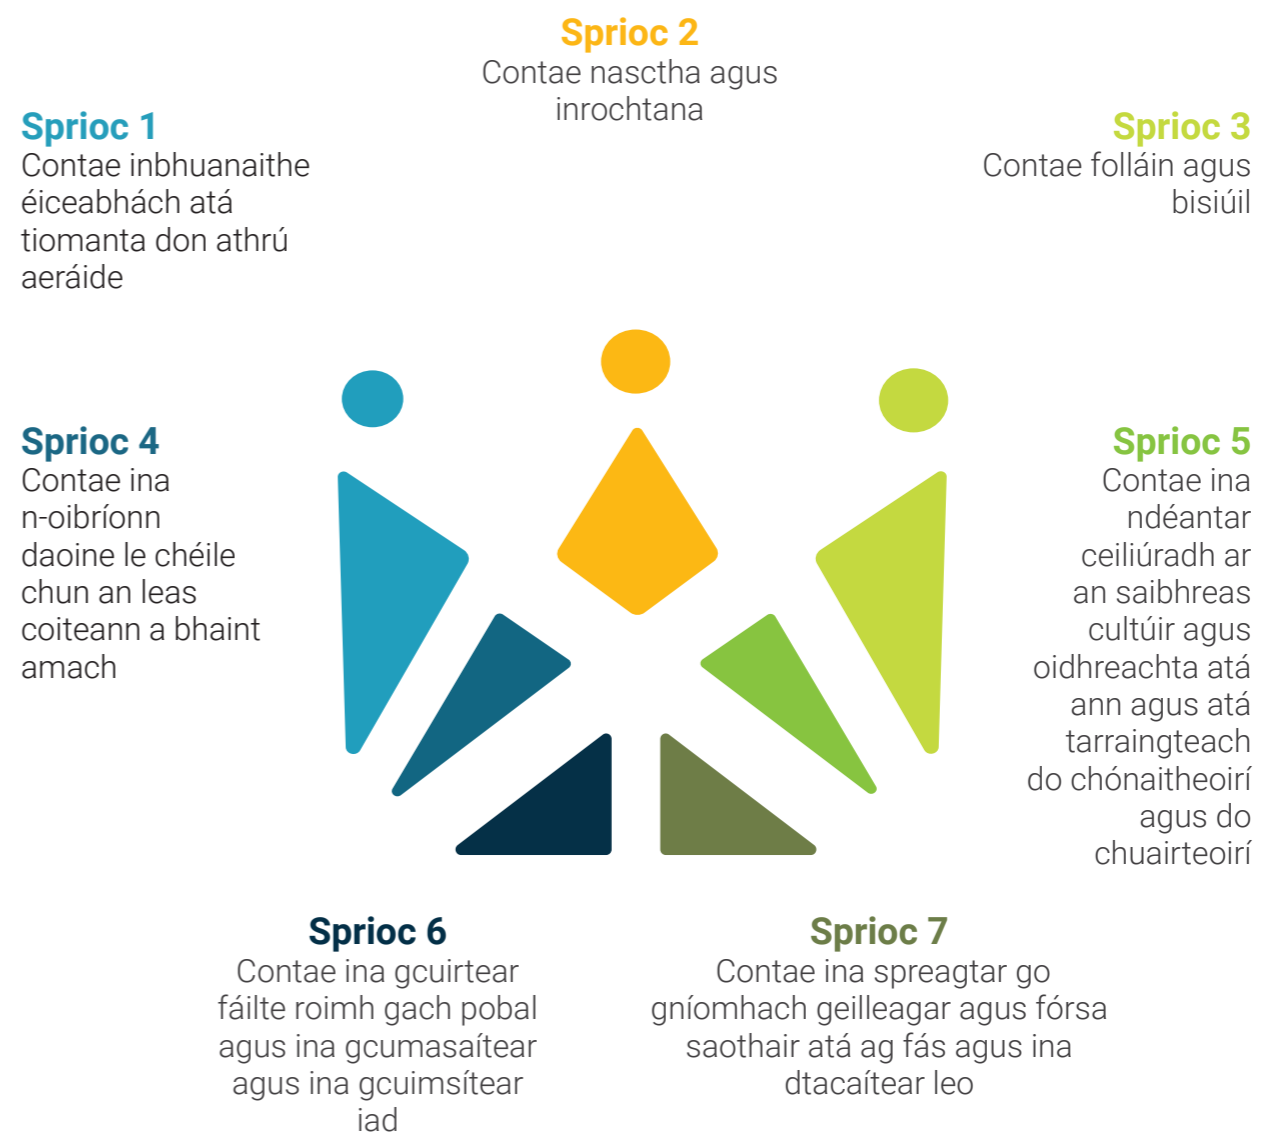 Sprioc 1
Contae inbhuanaithe
éiceabhách atá
tiomanta don athrú
aeráide
Sprioc 2
Contae nasctha agus
inrochtana
Sprioc 3
Contae folláin agus
bisiúil
Sprioc 4
Contae ina
n-oibríonn
daoine le chéile
chun an leas
coiteann a bhaint
amach
Sprioc 5
Contae ina
ndéantar
ceiliúradh ar
an saibhreas
cultúir agus
oidhreachta atá
ann agus atá
tarraingteach
do chónaitheoirí
agus do
chuairteoirí
Sprioc 6
Contae ina gcuirtear
fáilte roimh gach pobal
agus ina gcumasaítear
agus ina gcuimsítear
iad
Sprioc 7
Contae ina spreagtar go
gníomhach geilleagar agus fórsa
saothair atá ag fás agus ina
dtacaítear leo